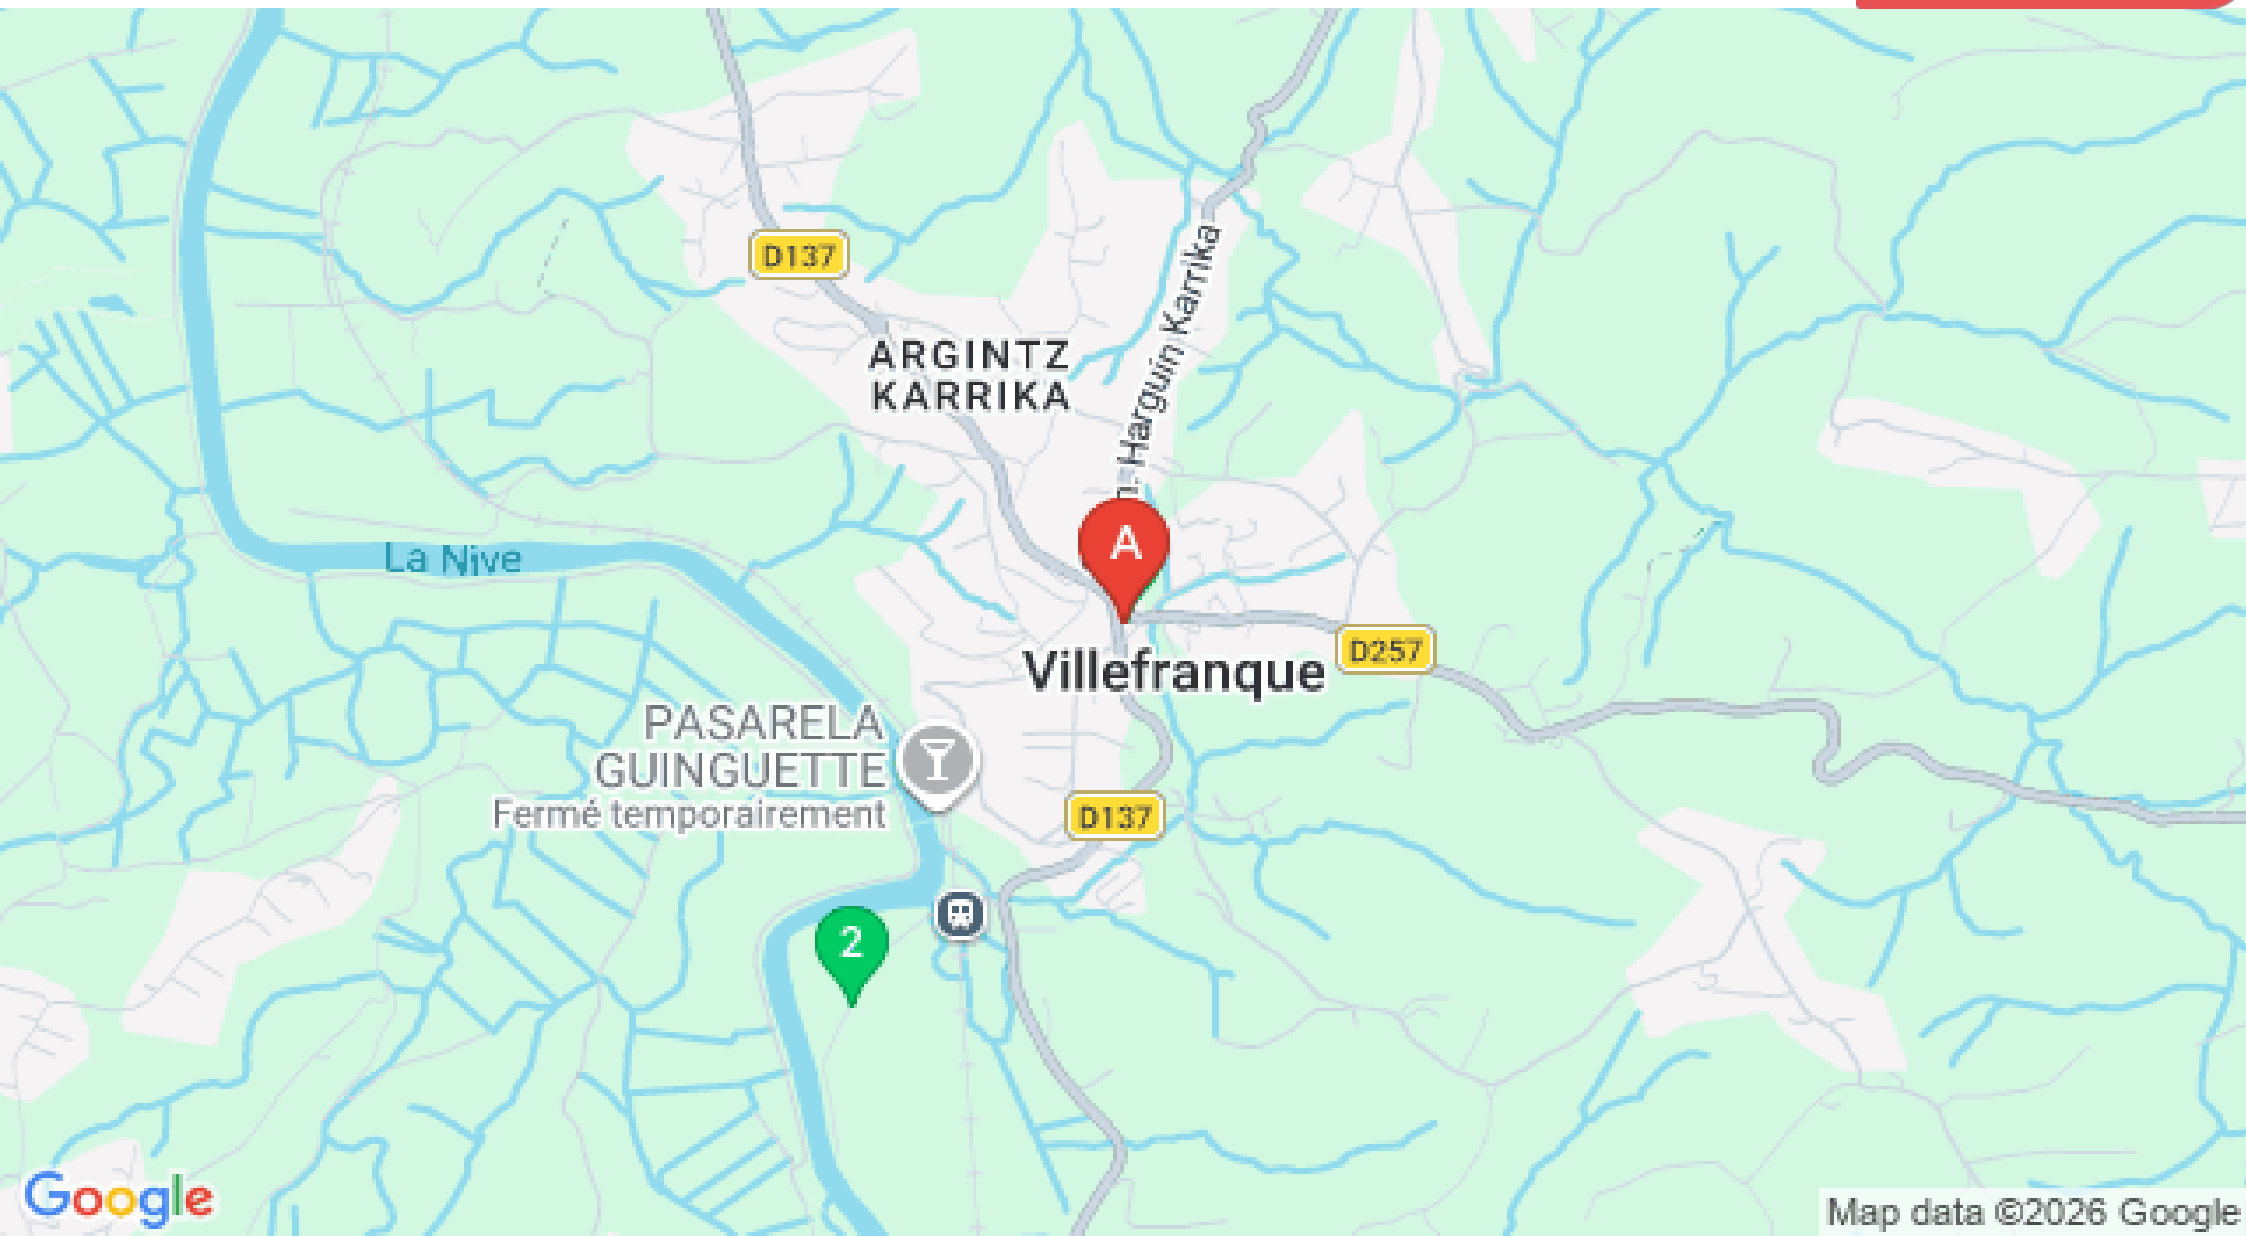 D137
ARGINTZ
KARRIKA
Harguin Karrika
A
La Nive
Villefranque
D257
PASARELA
GUINGUETTE
Fermé temporairement
D137
2
Google
Map data ©2026 Google